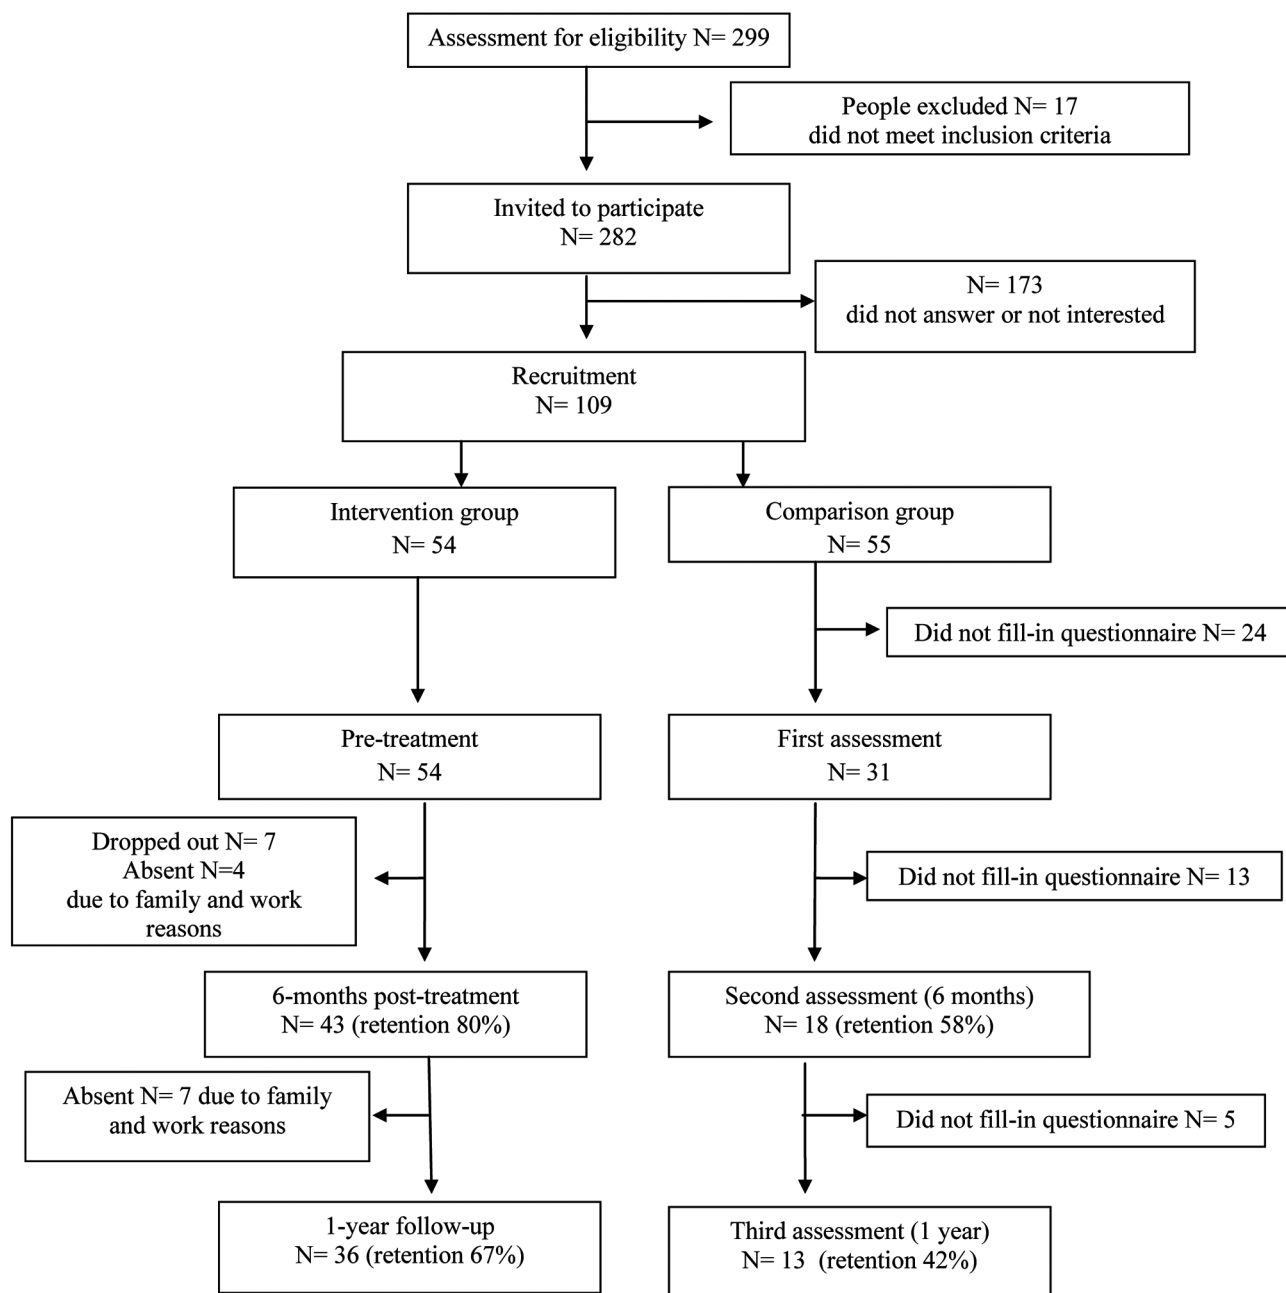 Assessment for eligibility N= 299
People excluded N= 17
did not meet inclusion criteria
Invited to participate
N= 282
N= 173
did not answer or not interested
Recruitment
N= 109
Intervention group
N= 54
Comparison group
N= 55
Did not fill-in questionnaire N= 24
Pre-treatment
N= 54
First assessment
N= 31
Dropped out N= 7
Absent N=4
due to family and work
reasons
Did not fill-in questionnaire N= 13
6-months post-treatment
N= 43 (retention 80%)
Second assessment (6 months)
N= 18 (retention 58%)
Absent N= 7 due to family
and work reasons
Did not fill-in questionnaire N= 5
1-year follow-up
N= 36 (retention 67%)
Third assessment (1 year)
N= 13 (retention 42%)